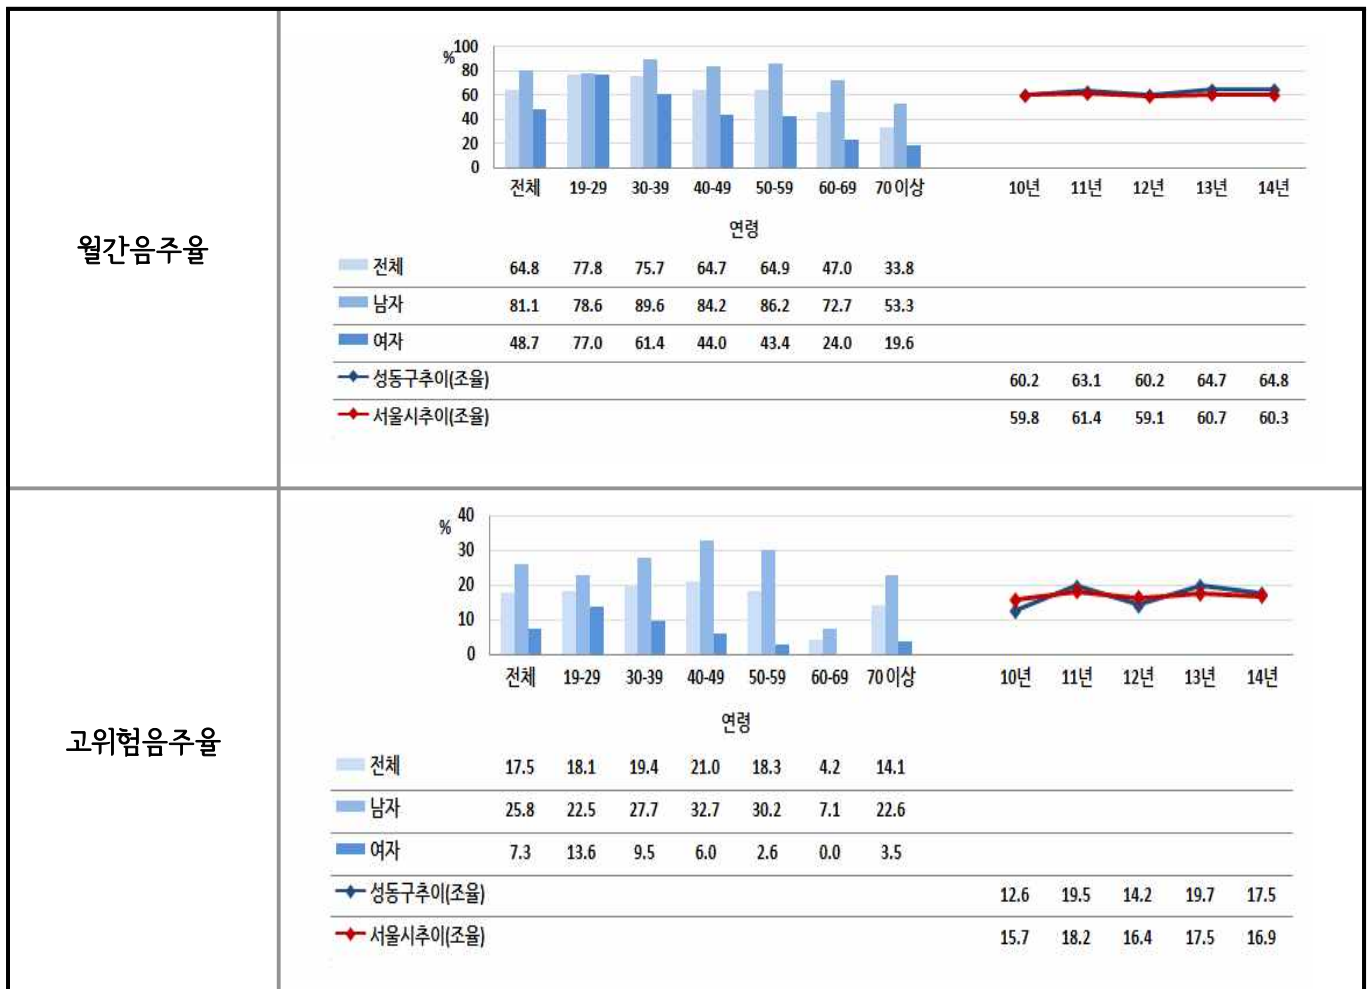 월간음주율
%
100
80
60
40
20
0
전체 19-29 30-39 40-49 50-59 60-69 70 이상 10년 11년 12년 13년 14년
연령
전체 64.8 77.8 75.7 64.7 64.9 47.0 33.8
남자 81.1 78.6 89.6 84.2 86.2 72.7 53.3
여자 48.7 77.0 61.4 44.0 43.4 24.0 19.6
성동구추이(조율) 60.2 63.1 60.2 64.7 64.8
서울시추이(조율) 59.8 61.4 59.1 60.7 60.3
고위험음주율
%
40
30
20
10
0
전체 19-29 30-39 40-49 50-59 60-69 70 이상 10년 11년 12년 13년 14년
연령
전체 17.5 18.1 19.4 21.0 18.3 4.2 14.1
남자 25.8 22.5 27.7 32.7 30.2 7.1 22.6
여자 7.3 13.6 9.5 6.0 2.6 0.0 3.5
성동구추이(조율) 12.6 19.5 14.2 19.7 17.5
서울시추이(조율) 15.7 18.2 16.4 17.5 16.9